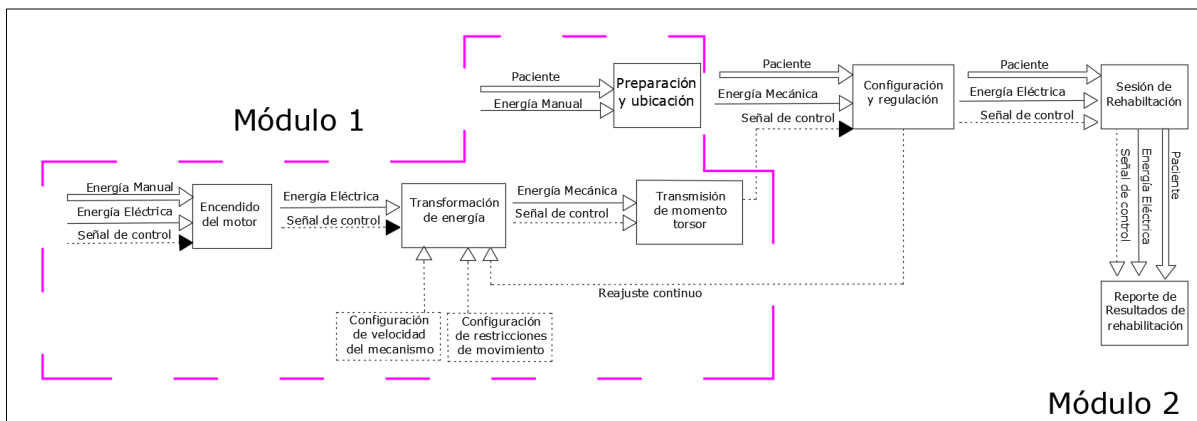 Módulo 1
Paciente
Energía Manual
Preparación
y ubicación
Paciente
Energía Mecánica
Señal de control
Configuración
y regulación
Paciente
Energía Eléctrica
Señal de control
Sesión de
Rehabiltación
Energía Manual
Energía Eléctrica
Señal de control
Encendido
del motor
Energía Eléctrica
Señal de control
Transformación
de energía
Energía Mecánica
Señal de control
Transmisión
de momento
torsor
Señal de control
Energía Eléctrica
Paciente
Reajuste continuo
Configuración
de velocidad
del mecanismo
Configuración
de restricciones
de movimiento
Reporte de
Resultados de
rehabilitación
Módulo 2